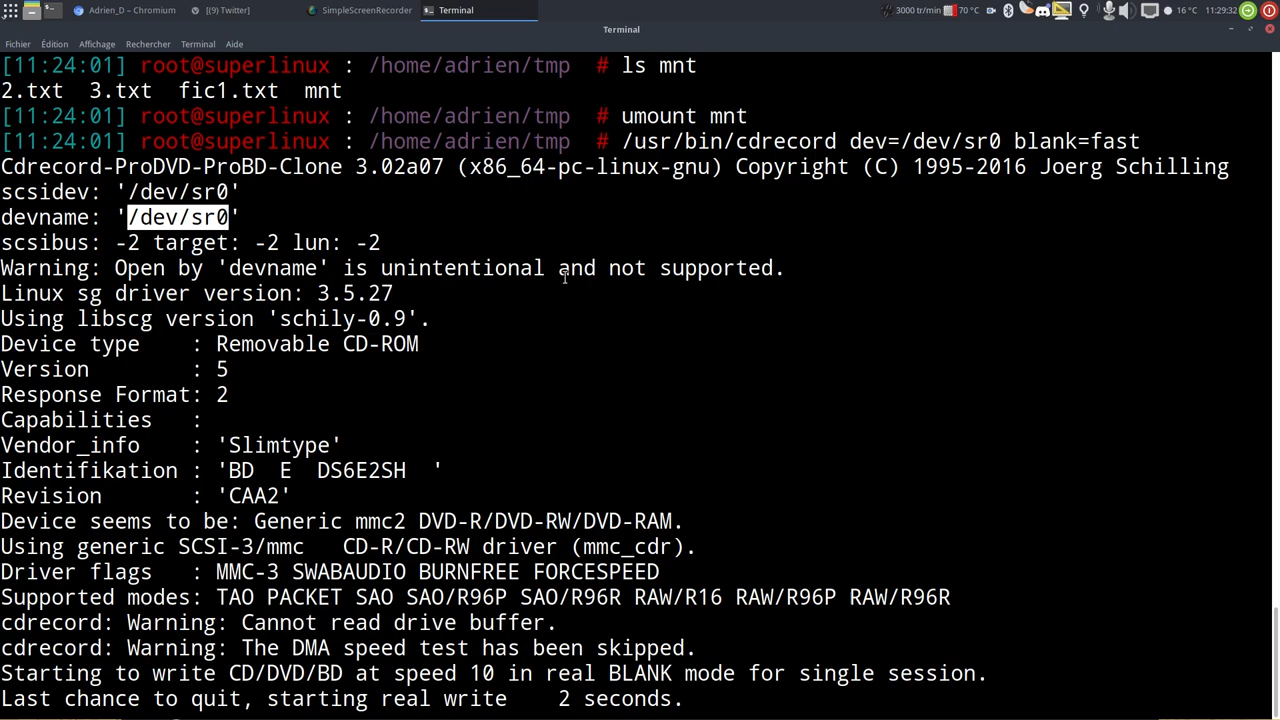 Adrien_D – Chromium
[(9) Twitter]
SimpleScreenRecorder
Terminal
3000 tr/min
70 °C
16 °C
11:29:32
Terminal
Fichier Édition Affichage Rechercher Terminal Aide
[11:24:01] root@superlinux : /home/adrien/tmp # ls mnt
2.txt 3.txt fic1.txt mnt
[11:24:01] root@superlinux : /home/adrien/tmp # umount mnt
[11:24:01] root@superlinux : /home/adrien/tmp # /usr/bin/cdrecord dev=/dev/sr0 blank=fast
Cdrecord-ProDVD-ProBD-Clone 3.02a07 (x86_64-pc-linux-gnu) Copyright (C) 1995-2016 Joerg Schilling
scsidev: '/dev/sr0'
devname: '/dev/sr0'
scsibus: -2 target: -2 lun: -2
Warning: Open by 'devname' is unintentional and not supported.
Linux sg driver version: 3.5.27
Using libscg version 'schily-0.9'.
Device type : Removable CD-ROM
Version : 5
Response Format: 2
Capabilities :
Vendor_info : 'Slimtype'
Identifikation : 'BD E DS6E2SH '
Revision : 'CAA2'
Device seems to be: Generic mmc2 DVD-R/DVD-RW/DVD-RAM.
Using generic SCSI-3/mmc CD-R/CD-RW driver (mmc_cdr).
Driver flags : MMC-3 SWABAUDIO BURNFREE FORCESPEED
Supported modes: TAO PACKET SAO SAO/R96P SAO/R96R RAW/R16 RAW/R96P RAW/R96R
cdrecord: Warning: Cannot read drive buffer.
cdrecord: Warning: The DMA speed test has been skipped.
Starting to write CD/DVD/BD at speed 10 in real BLANK mode for single session.
Last chance to quit, starting real write 2 seconds.